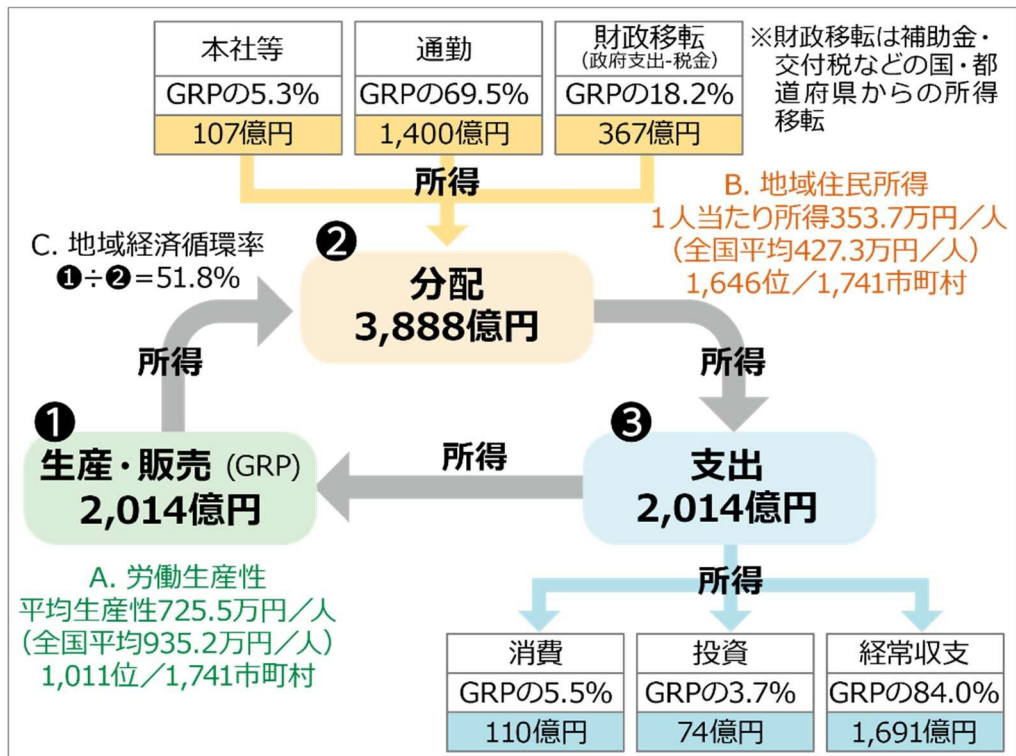 本社等
GRPの5.3%
107億円
通勤
GRPの69.5%
1,400億円
財政移転
(政府支出-税金)
GRPの18.2%
367億円
※財政移転は補助金・
交付税などの国・都
道府県からの所得
移転
所得
B. 地域住民所得
1人当たり所得353.7万円／人
（全国平均427.3万円／人）
1,646位／1,741市町村
C. 地域経済循環率
❶÷❷＝51.8%
❷
分配
3,888億円
所得
所得
❶
生産・販売 (GRP)
2,014億円
所得
❸
支出
2,014億円
A. 労働生産性
平均生産性725.5万円／人
（全国平均935.2万円／人）
1,011位／1,741市町村
所得
消費
GRPの5.5%
110億円
投資
GRPの3.7%
74億円
経常収支
GRPの84.0%
1,691億円